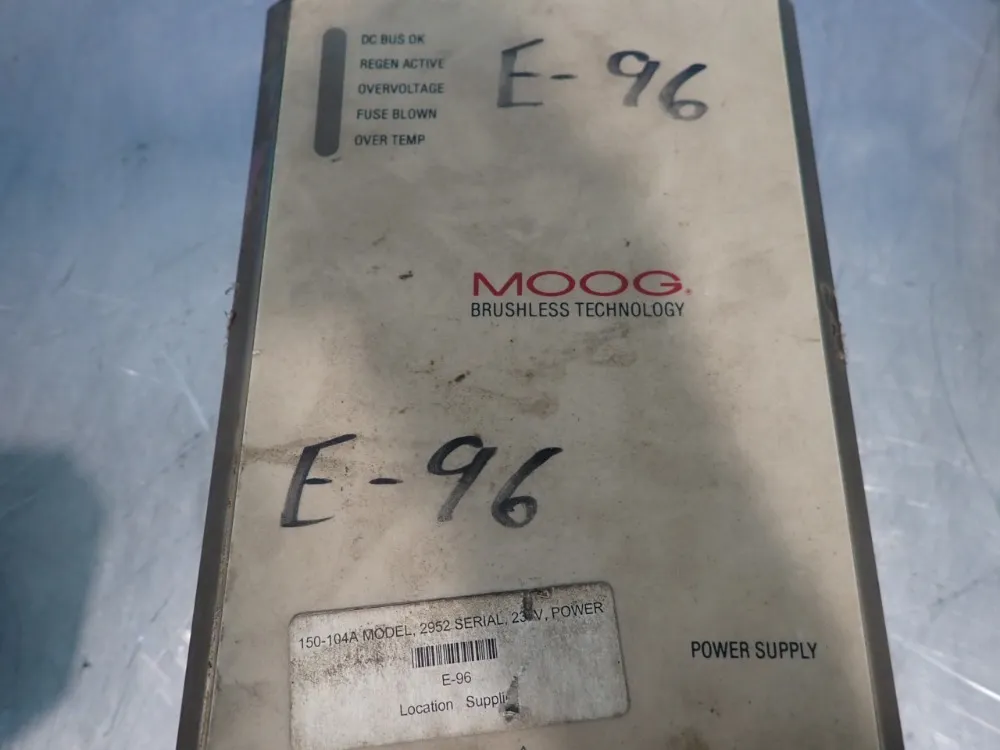 DC BUS OK
REGEN ACTIVE
OVERVOLTAGE
FUSE BLOWN
OVER TEMP
E-96
MOOG
BRUSHLESS TECHNOLOGY
E-96
150-104A MODEL, 2952 SERIAL, POWER
E-96
Location
POWER SUPPLY